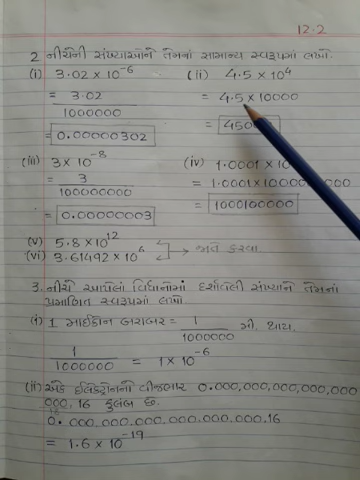 12.2
2 નીચેની સંખ્યાઓને તેમનાં સામાન્ય સ્વરૂપમાં લખો.
(i) 3.02 × 10⁻⁶ (ii) 4.5 × 10⁴
= 3.02 / 1000000 = 4.5 × 10000
= 0.00000302 = 450
(iii) 3 × 10⁻⁸ (iv) 1.0001 × 10
= 3 / 100000000 = 1.0001 × 10
= 0.00000003 = 1000100000
(v) 5.8 × 10¹²
(vi) 3.61492 × 10⁶ જાતે કરવા
3. નીચે આપેલાં વિધાનોમાં દર્શાવેલી સંખ્યાને તેમનાં
પ્રમાણિત સ્વરૂપમાં લખો
(i) 1 માઈક્રોન બરાબર = 1 / 1000000 મી. થાય.
1 / 1000000 = 1 × 10⁻⁶
(ii) એક ઈલેક્ટ્રોનનો વીજભાર 0.000,000,000,000,000
000,16 કુલંબ છે.
0.000,000,000,000,000,000,16
= 1.6 × 10⁻¹⁹